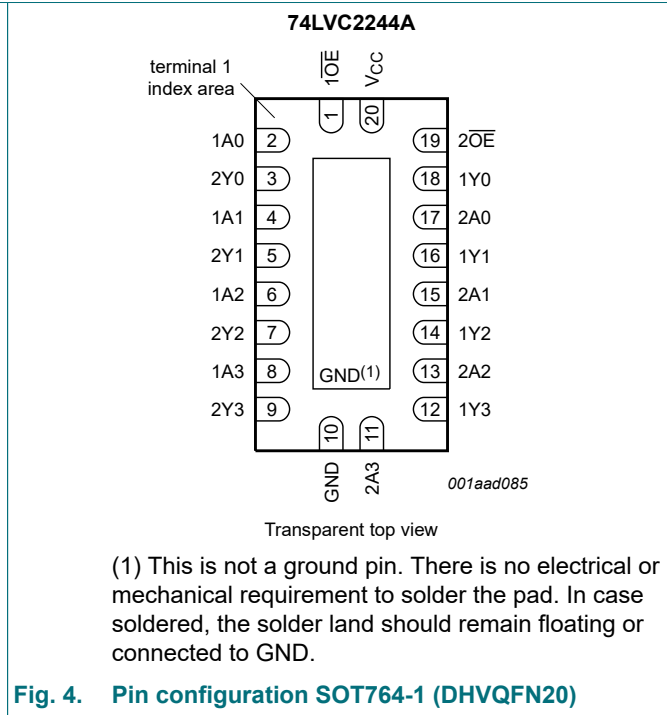 74LVC2244A
terminal 1
index area
1O̅E̅
VCC
1
20
1A0 2
19 2O̅E̅
2Y0 3
18 1Y0
1A1 4
17 2A0
2Y1 5
16 1Y1
1A2 6
15 2A1
2Y2 7
14 1Y2
1A3 8
GND(1)
13 2A2
2Y3 9
12 1Y3
10
11
GND
2A3
001aad085
Transparent top view
(1) This is not a ground pin. There is no electrical or
mechanical requirement to solder the pad. In case
soldered, the solder land should remain floating or
connected to GND.
Fig. 4. Pin configuration SOT764-1 (DHVQFN20)